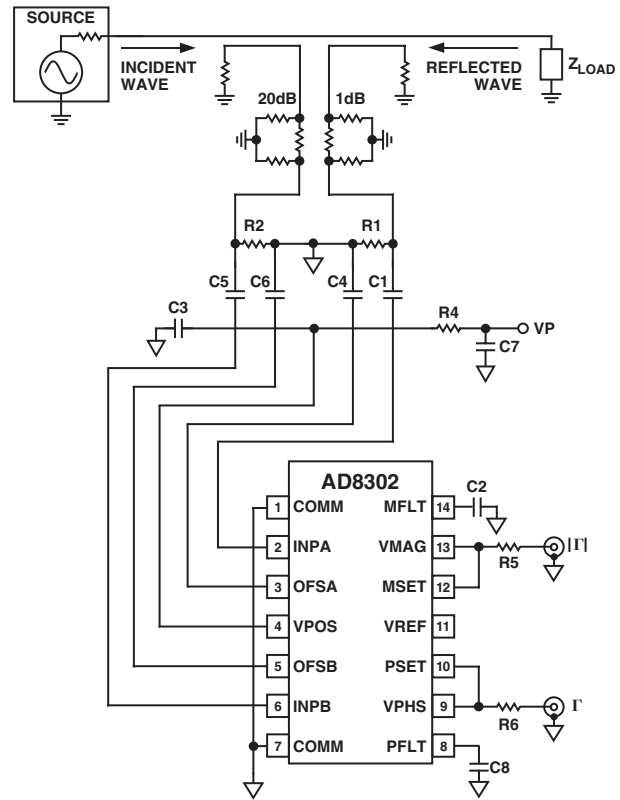 SOURCE
INCIDENT
WAVE
REFLECTED
WAVE
ZLOAD
20dB
1dB
R2
R1
C5
C6
C4
C1
C3
R4
VP
C7
AD8302
1 COMM
2 INPA
3 OFSA
4 VPOS
5 OFSB
6 INPB
7 COMM
MFLT 14
VMAG 13
MSET 12
VREF 11
PSET 10
VPHS 9
PFLT 8
C2
R5
|Γ|
R6
Γ
C8